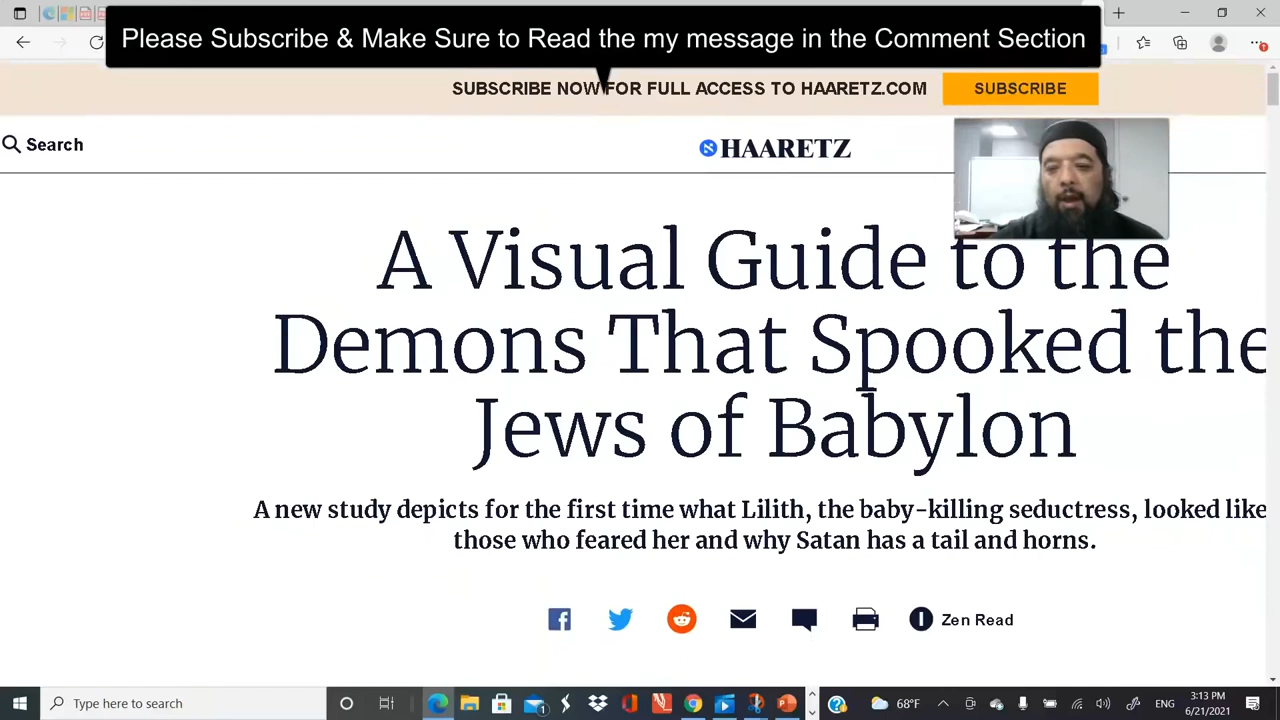 Please Subscribe & Make Sure to Read the my message in the Comment Section
SUBSCRIBE NOW FOR FULL ACCESS TO HAARETZ.COM
SUBSCRIBE
Search
HAARETZ
A Visual Guide to the
Demons That Spooked the
Jews of Babylon
A new study depicts for the first time what Lilith, the baby-killing seductress, looked like
those who feared her and why Satan has a tail and horns.
Zen Read
Type here to search
68°F
ENG
3:13 PM
6/21/2021